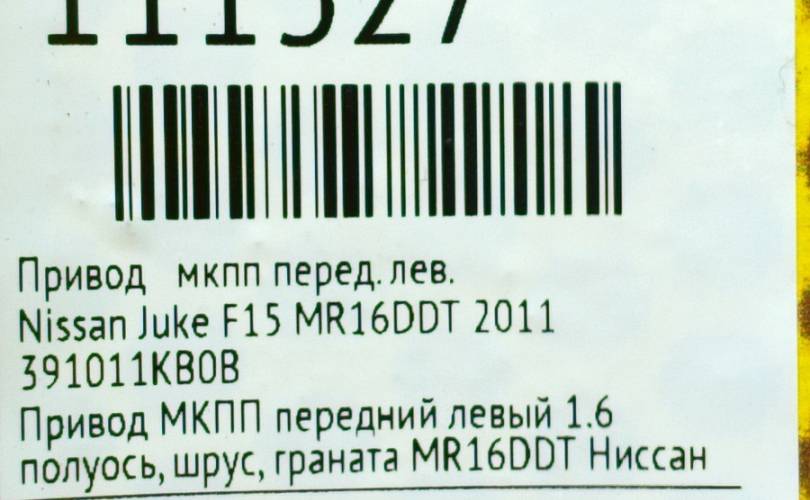 111527
Привод мкпп перед. лев.
Nissan Juke F15 MR16DDT 2011
391011KB0B
Привод МКПП передний левый 1.6
полуось, шрус, граната MR16DDT Ниссан